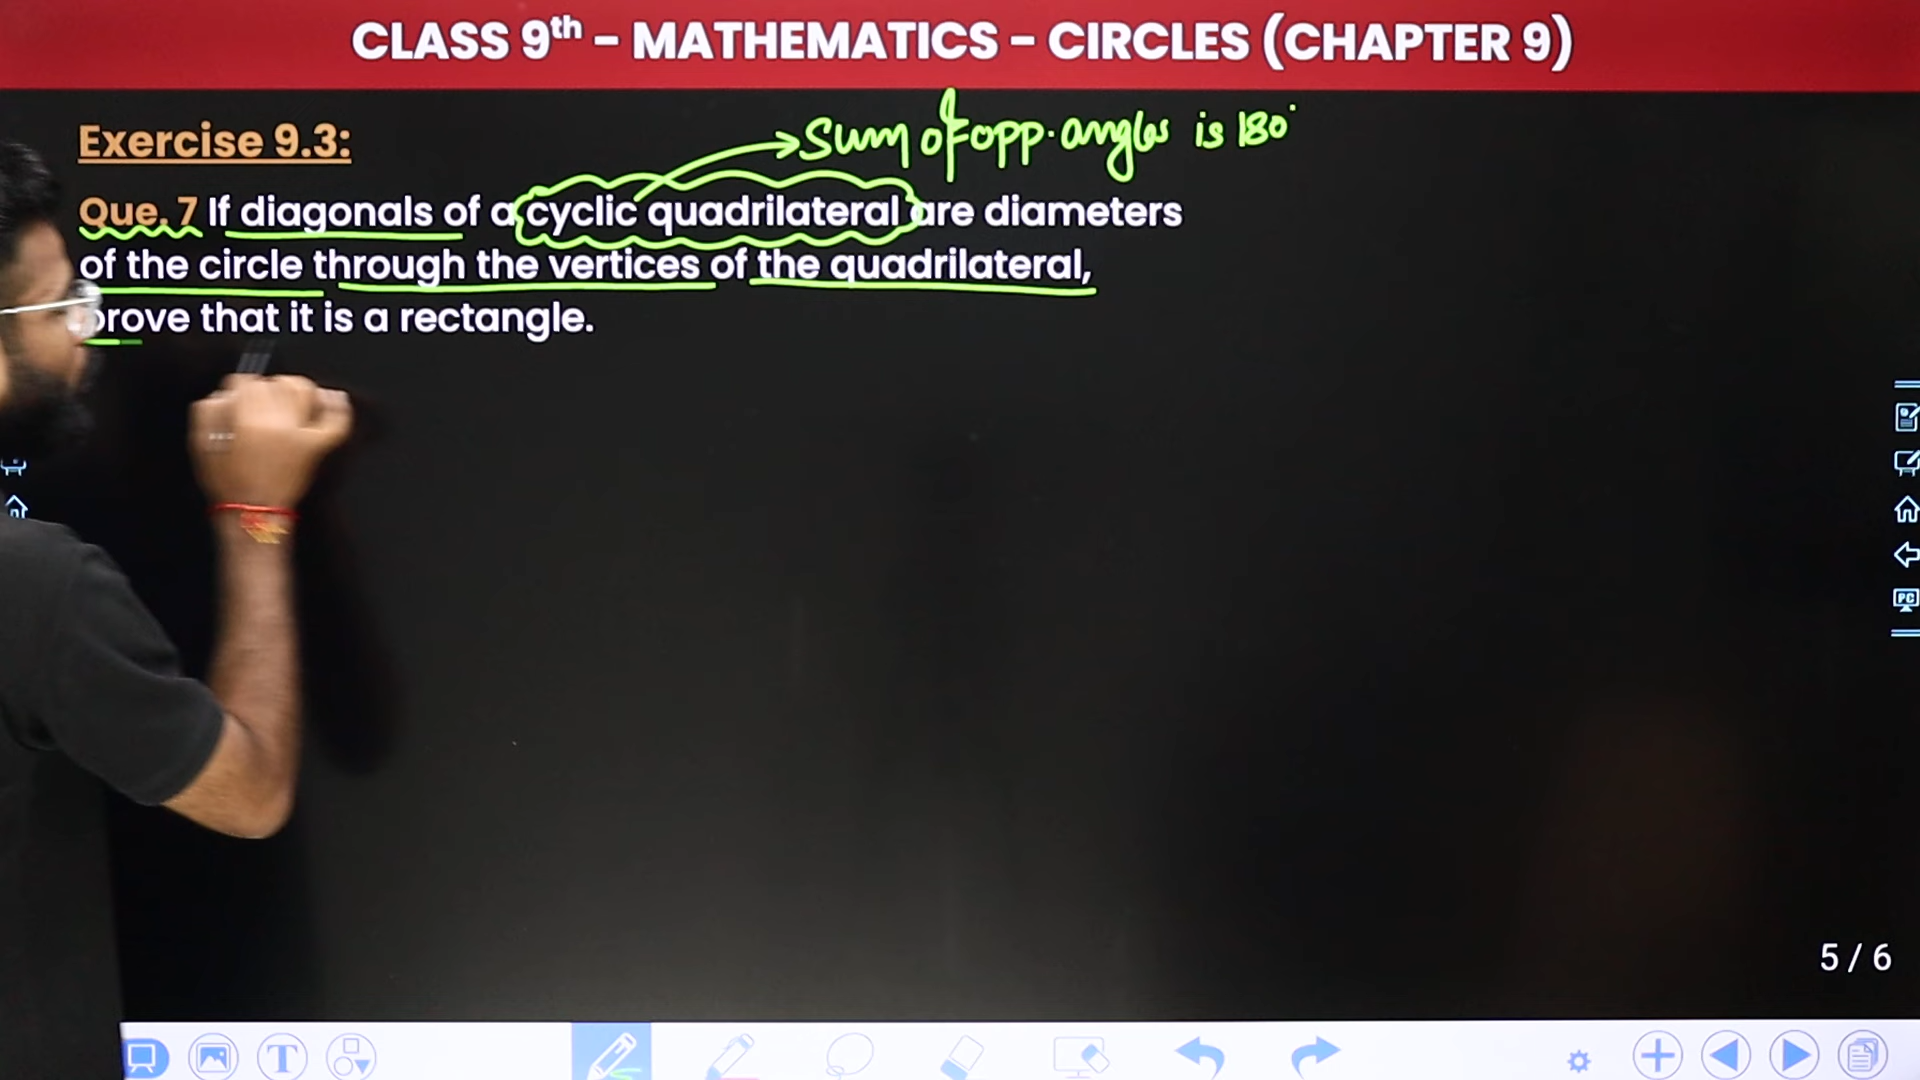 CLASS 9th - MATHEMATICS - CIRCLES (CHAPTER 9)
Exercise 9.3:
Sum of opp. angles is 180°
Que. 7 If diagonals of a cyclic quadrilateral are diameters
of the circle through the vertices of the quadrilateral,
prove that it is a rectangle.
PC
5 / 6
T